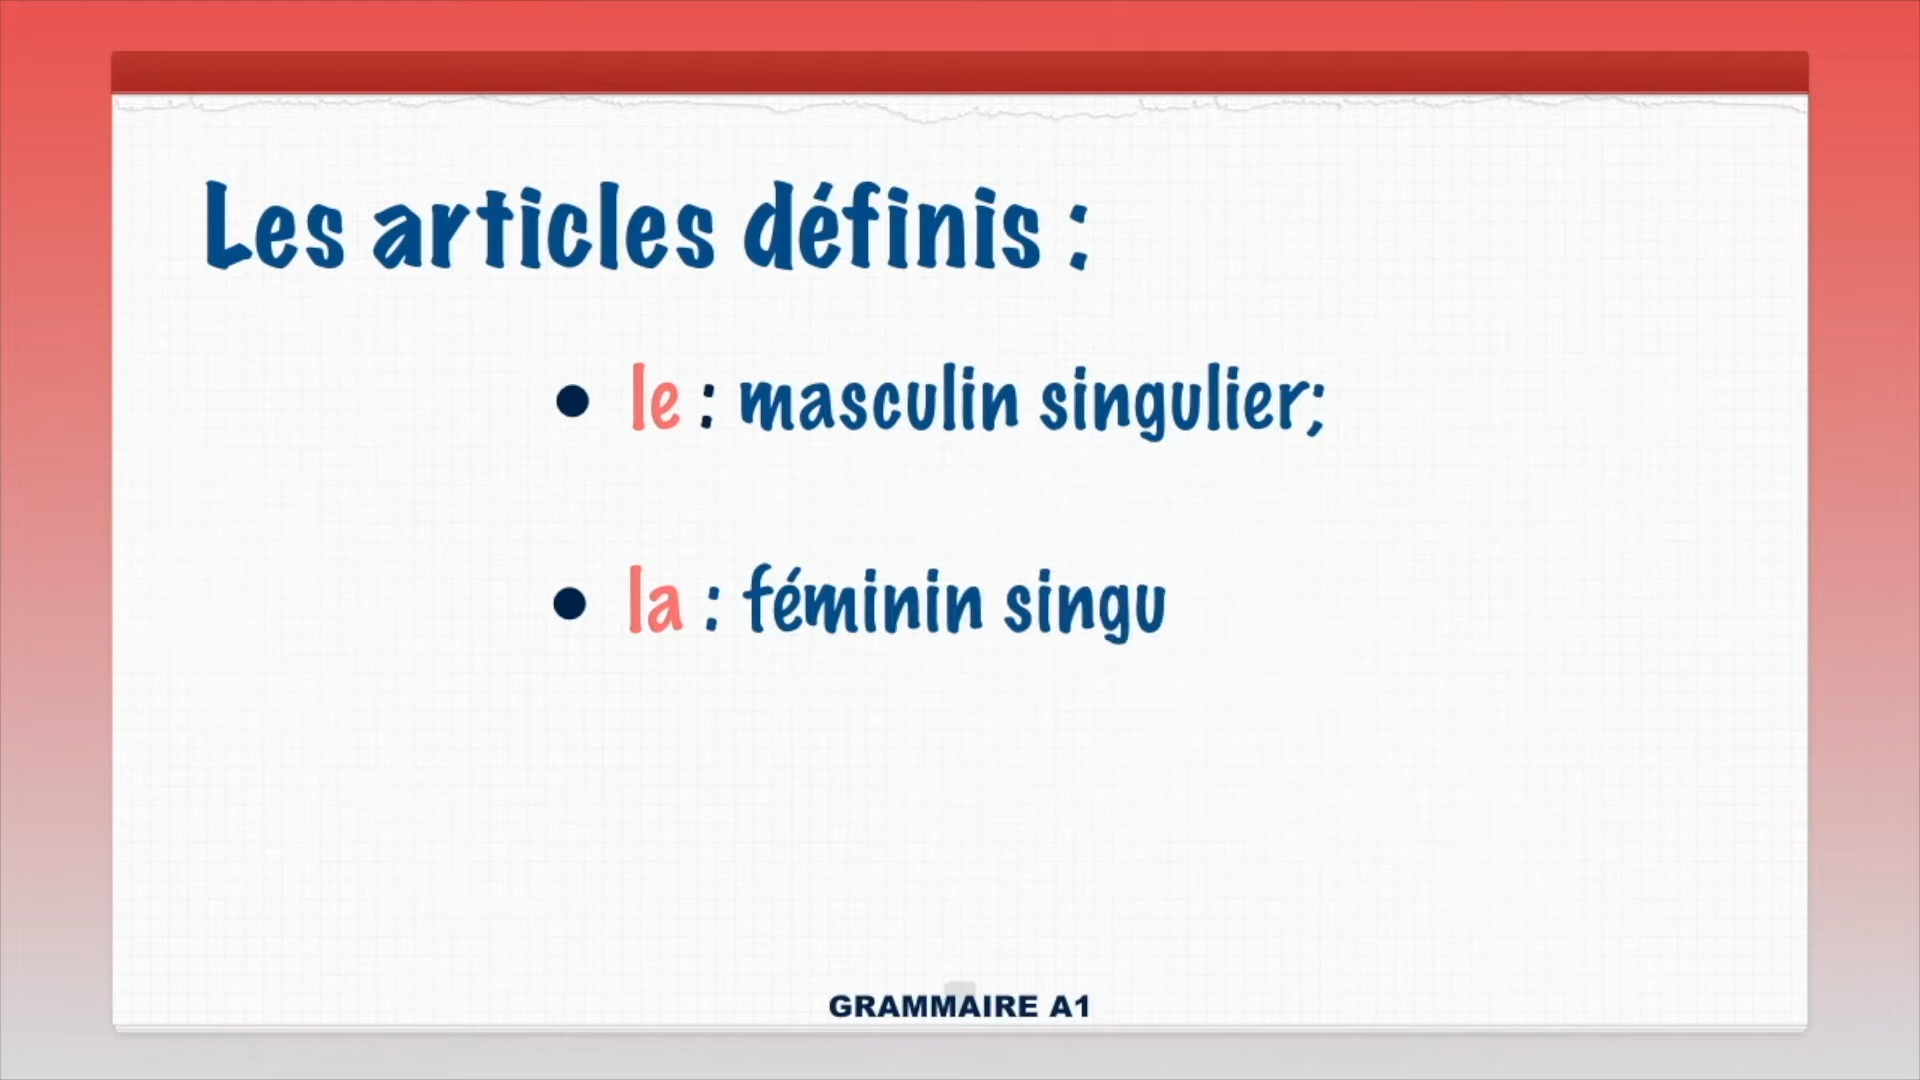 Les articles définis :
• le : masculin singulier;
• la : féminin singu
GRAMMAIRE A1